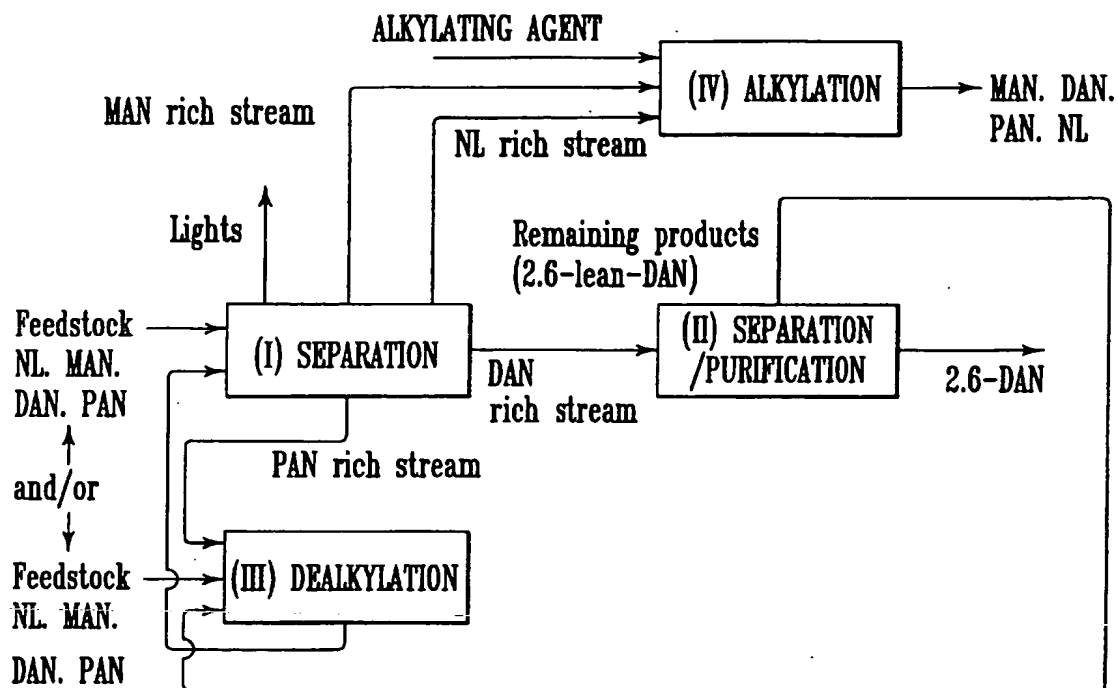 ALKYLATING AGENT
(IV) ALKYLATION
MAN. DAN.
PAN. NL
MAN rich stream
NL rich stream
Lights
Remaining products
(2.6-lean-DAN)
Feedstock
NL. MAN.
DAN. PAN
(I) SEPARATION
DAN
rich stream
(II) SEPARATION
/PURIFICATION
2.6-DAN
PAN rich stream
and/or
Feedstock
NL. MAN.
DAN. PAN
(III) DEALKYLATION